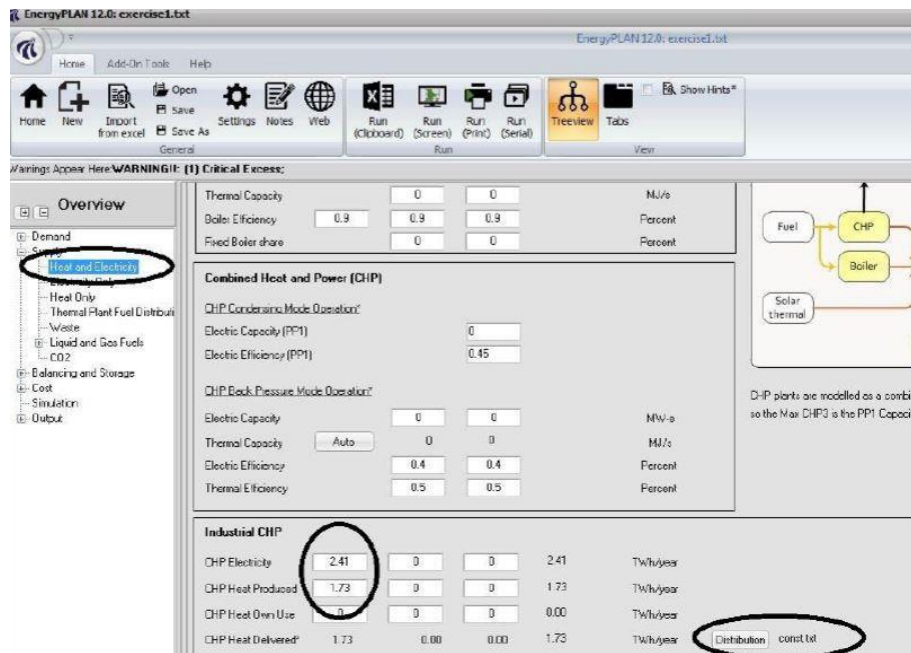 EnergyPLAN 12.0: exercise1.txt
EnergyPLAN 12.0: exercise1.txt
Home Add-On Tools Help
Home New Import from excel Open Save Save As Settings Notes Web Run (Clipboard) Run (Screen) Run (Print) Run (Serial) Treeview Tabs Show Hints*
General Run View
Warnings Appear Here: WARNING!!: (1) Critical Excess;
Overview
Demand
Supply
Heat and Electricity
Electricity Only
Heat Only
Thermal Plant Fuel Distributi
Waste
Liquid and Gas Fuels
CO2
Balancing and Storage
Cost
Simulation
Output
Thermal Capacity 0 0 MJ/s
Boiler Efficiency 0.9 0.9 0.9 Percent
Fixed Boiler share 0 0 Percent
Combined Heat and Power (CHP)
CHP Condensing Mode Operation*
Electric Capacity (PP1) 0
Electric Efficiency (PP1) 0.45
CHP Back Pressure Mode Operation*
Electric Capacity 0 0 MW-e
Thermal Capacity Auto 0 0 MJ/s
Electric Efficiency 0.4 0.4 Percent
Thermal Efficiency 0.5 0.5 Percent
Industrial CHP
CHP Electricity 2.41 0 0 2.41 TWh/year
CHP Heat Produced 1.73 0 0 1.73 TWh/year
CHP Heat Own Use 0 0 0 0.00 TWh/year
CHP Heat Delivered* 1.73 0.00 0.00 1.73 TWh/year Distribution const.txt
Fuel CHP
Boiler
Solar thermal
CHP plants are modelled as a combi
so the Max CHP3 is the PP1 Capaci